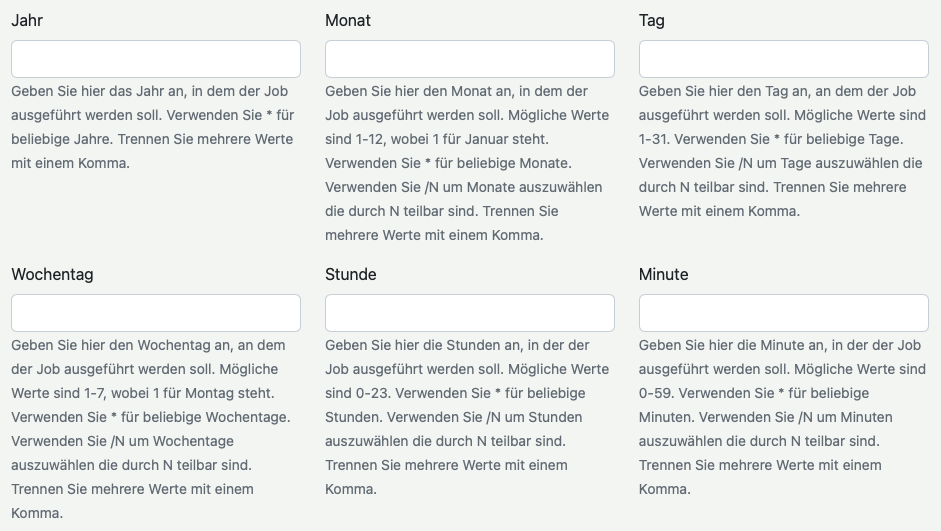 Jahr
Geben Sie hier das Jahr an, in dem der Job
ausgeführt werden soll. Verwenden Sie * für
beliebige Jahre. Trennen Sie mehrere Werte
mit einem Komma.
Monat
Geben Sie hier den Monat an, in dem der
Job ausgeführt werden soll. Mögliche Werte
sind 1-12, wobei 1 für Januar steht.
Verwenden Sie * für beliebige Monate.
Verwenden Sie /N um Monate auszuwählen
die durch N teilbar sind. Trennen Sie
mehrere Werte mit einem Komma.
Tag
Geben Sie hier den Tag an, an dem der Job
ausgeführt werden soll. Mögliche Werte sind
1-31. Verwenden Sie * für beliebige Tage.
Verwenden Sie /N um Tage auszuwählen die
durch N teilbar sind. Trennen Sie mehrere
Werte mit einem Komma.
Wochentag
Geben Sie hier den Wochentag an, an dem
der Job ausgeführt werden soll. Mögliche
Werte sind 1-7, wobei 1 für Montag steht.
Verwenden Sie * für beliebige Wochentage.
Verwenden Sie /N um Wochentage
auszuwählen die durch N teilbar sind.
Trennen Sie mehrere Werte mit einem
Komma.
Stunde
Geben Sie hier die Stunden an, in der der
Job ausgeführt werden soll. Mögliche Werte
sind 0-23. Verwenden Sie * für beliebige
Stunden. Verwenden Sie /N um Stunden
auszuwählen die durch N teilbar sind.
Trennen Sie mehrere Werte mit einem
Komma.
Minute
Geben Sie hier die Minute an, in der der Job
ausgeführt werden soll. Mögliche Werte sind
0-59. Verwenden Sie * für beliebige
Minuten. Verwenden Sie /N um Minuten
auszuwählen die durch N teilbar sind.
Trennen Sie mehrere Werte mit einem
Komma.